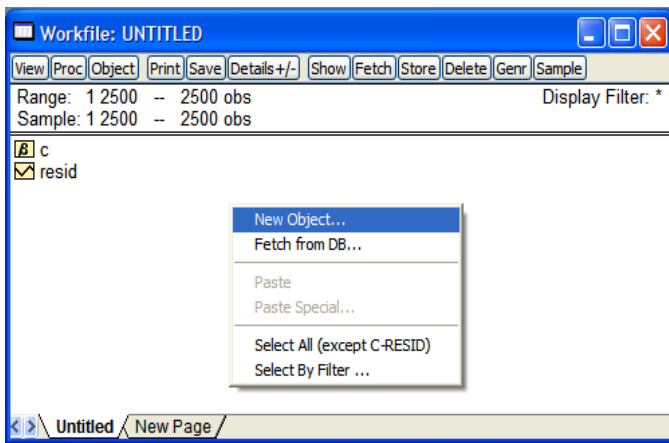 Workfile: UNTITLED
View Proc Object Print Save Details+/- Show Fetch Store Delete Genr Sample
Range: 1 2500 -- 2500 obs Display Filter: *
Sample: 1 2500 -- 2500 obs
β c
resid
New Object...
Fetch from DB...
Paste
Paste Special...
Select All (except C-RESID)
Select By Filter ...
Untitled New Page